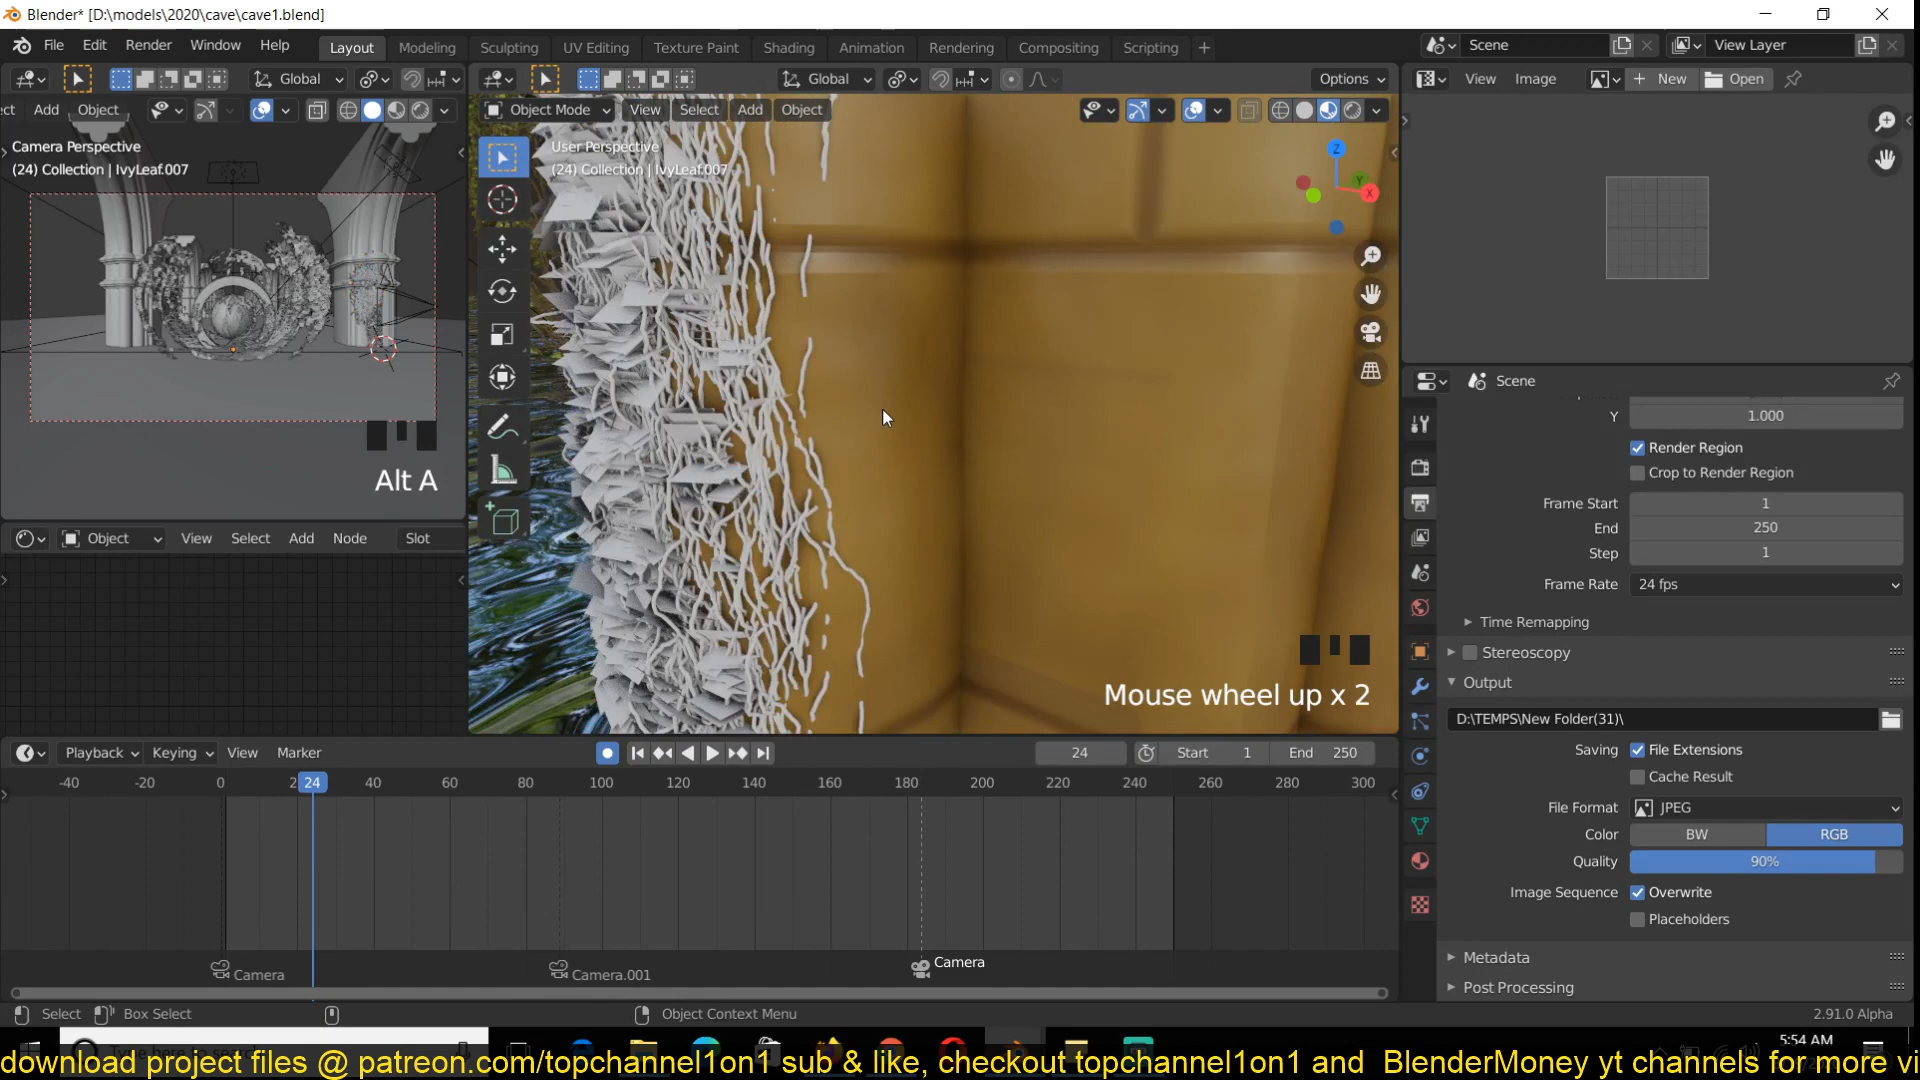 Blender* [D:\models\2020\cave\cave1.blend]
File Edit Render Window Help Layout Modeling Sculpting UV Editing Texture Paint Shading Animation Rendering Compositing Scripting + Scene View Layer
Global Global Options View Image New Open
ct Add Object Object Mode View Select Add Object
Camera Perspective
(24) Collection | IvyLeaf.007
User Perspective
(24) Collection | IvyLeaf.007
Z
Y
X
Alt A
Mouse wheel up x 2
Object View Select Add Node Slot
Scene
Y 1.000
Render Region
Crop to Render Region
Frame Start 1
End 250
Step 1
Frame Rate 24 fps
Time Remapping
Stereoscopy
Output
D:\TEMPS\New Folder(31)\
Saving File Extensions
Cache Result
File Format JPEG
Color BW RGB
Quality 90%
Image Sequence Overwrite
Placeholders
Metadata
Post Processing
Playback Keying View Marker 24 Start 1 End 250
-40 -20 0 2 24 40 60 80 100 120 140 160 180 200 220 240 260 280 300
Camera Camera.001 Camera
Select Box Select Object Context Menu 2.91.0 Alpha
5:54 AM
download project files @ patreon.com/topchannel1on1 sub & like, checkout topchannel1on1 and BlenderMoney yt channels for more vi